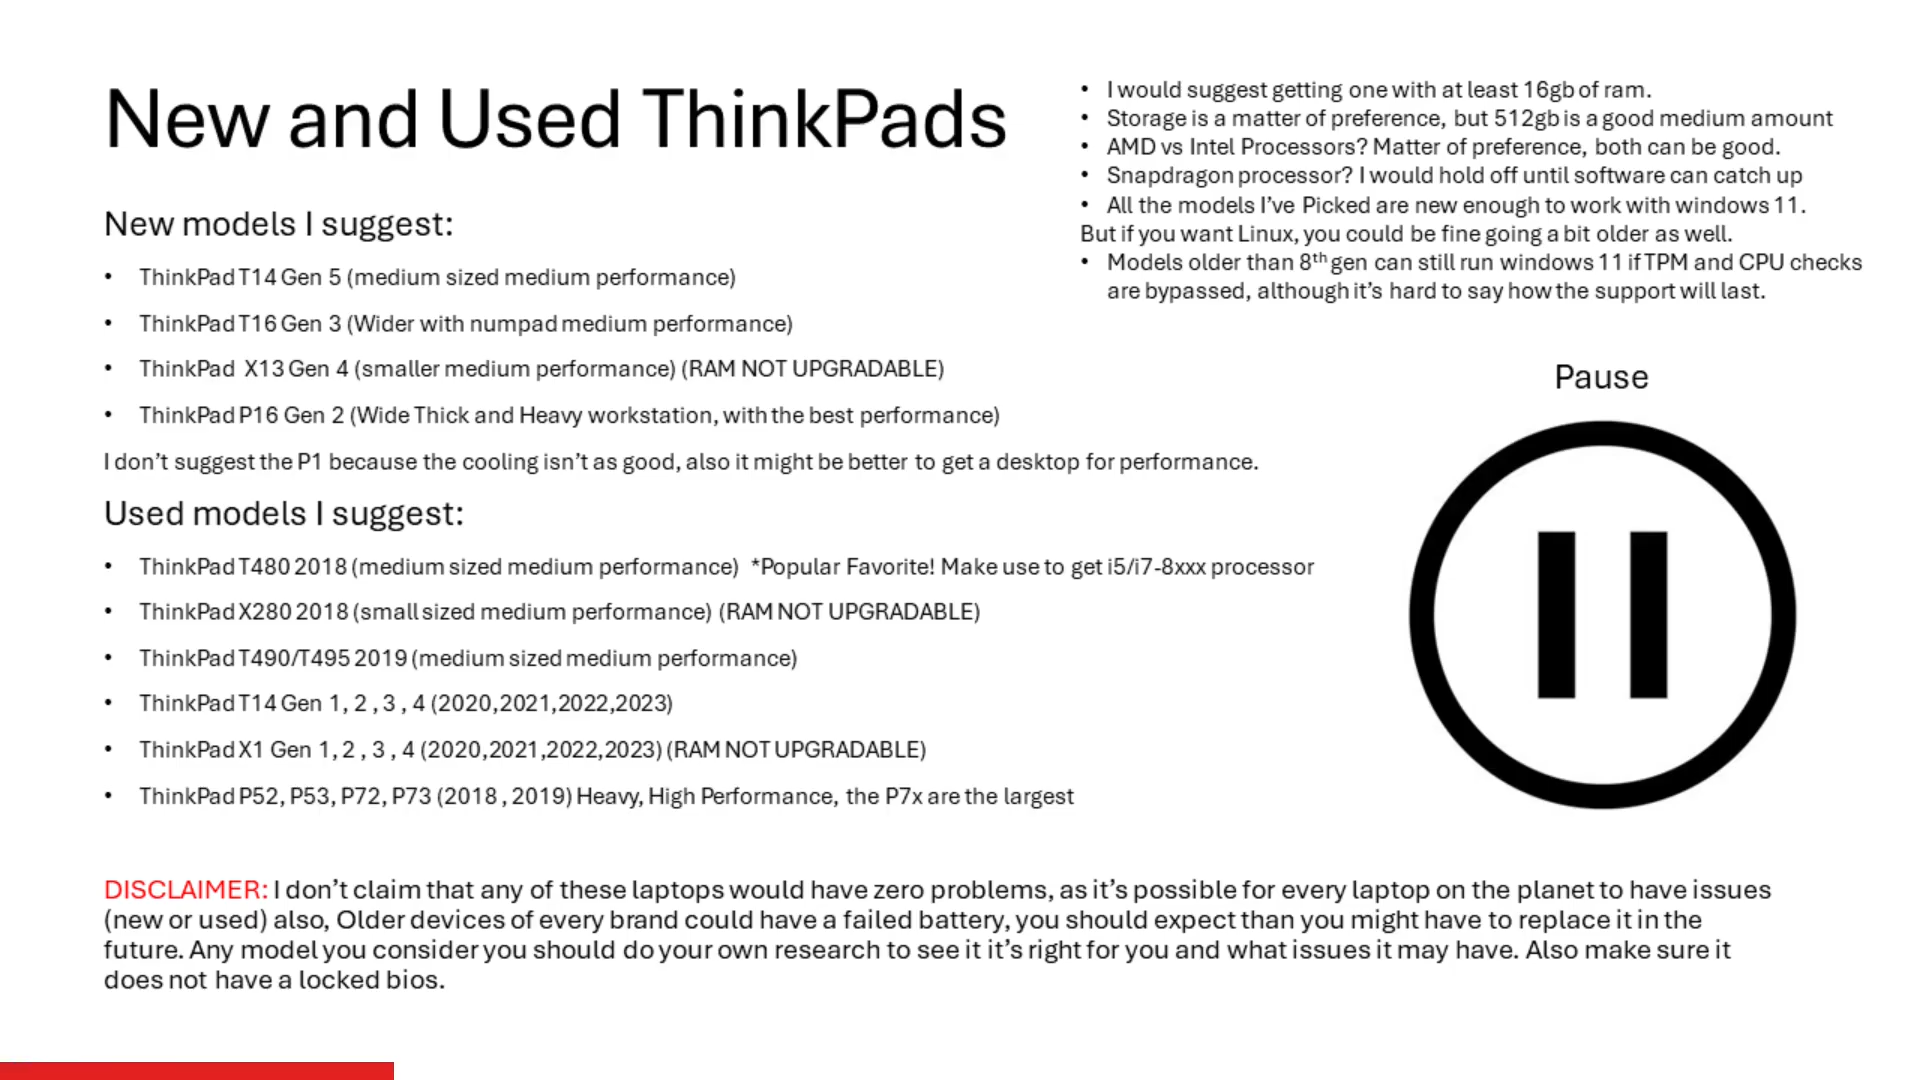 New and Used ThinkPads
New models I suggest:
• ThinkPad T14 Gen 5 (medium sized medium performance)
• ThinkPad T16 Gen 3 (Wider with numpad medium performance)
• ThinkPad X13 Gen 4 (smaller medium performance) (RAM NOT UPGRADABLE)
• ThinkPad P16 Gen 2 (Wide Thick and Heavy workstation, with the best performance)
I don’t suggest the P1 because the cooling isn’t as good, also it might be better to get a desktop for performance.
Used models I suggest:
• ThinkPad T480 2018 (medium sized medium performance) *Popular Favorite! Make use to get i5/i7-8xxx processor
• ThinkPad X280 2018 (small sized medium performance) (RAM NOT UPGRADABLE)
• ThinkPad T490/T495 2019 (medium sized medium performance)
• ThinkPad T14 Gen 1, 2 , 3 , 4 (2020,2021,2022,2023)
• ThinkPad X1 Gen 1, 2 , 3 , 4 (2020,2021,2022,2023) (RAM NOT UPGRADABLE)
• ThinkPad P52, P53, P72, P73 (2018 , 2019) Heavy, High Performance, the P7x are the largest
• I would suggest getting one with at least 16gb of ram.
• Storage is a matter of preference, but 512gb is a good medium amount
• AMD vs Intel Processors? Matter of preference, both can be good.
• Snapdragon processor? I would hold off until software can catch up
• All the models I’ve Picked are new enough to work with windows 11.
But if you want Linux, you could be fine going a bit older as well.
• Models older than 8th gen can still run windows 11 if TPM and CPU checks
are bypassed, although it’s hard to say how the support will last.
Pause
DISCLAIMER: I don’t claim that any of these laptops would have zero problems, as it’s possible for every laptop on the planet to have issues
(new or used) also, Older devices of every brand could have a failed battery, you should expect than you might have to replace it in the
future. Any model you consider you should do your own research to see it it’s right for you and what issues it may have. Also make sure it
does not have a locked bios.